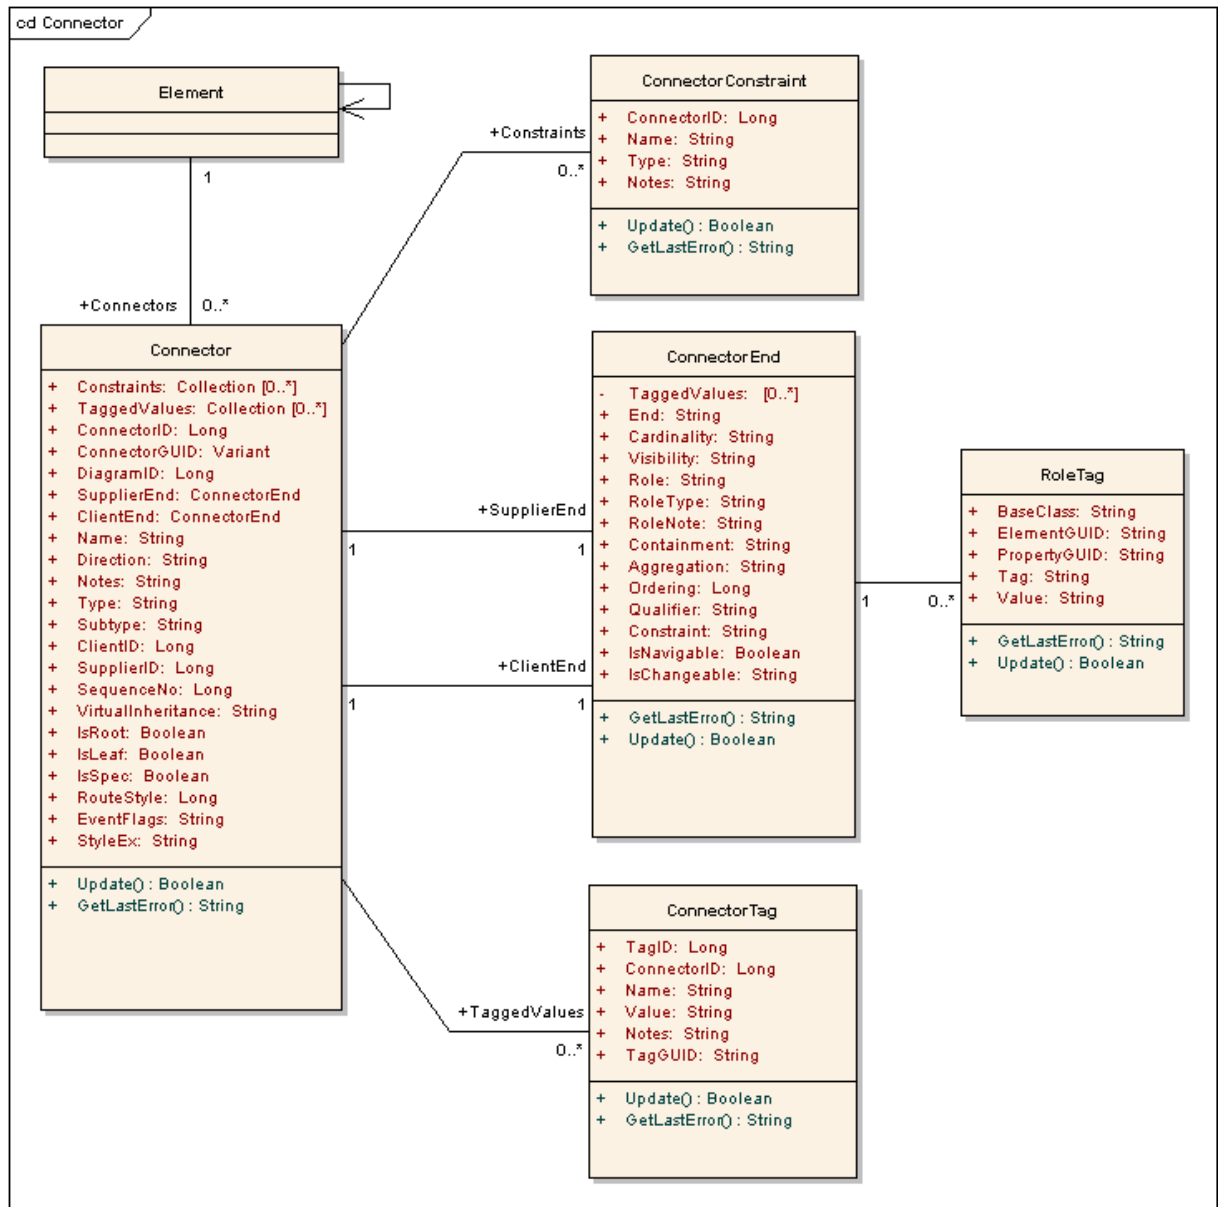 cd Connector
Element
1
+Connectors 0..*
Connector
+ Constraints: Collection [0..*]
+ TaggedValues: Collection [0..*]
+ ConnectorID: Long
+ ConnectorGUID: Variant
+ DiagramID: Long
+ SupplierEnd: ConnectorEnd
+ ClientEnd: ConnectorEnd
+ Name: String
+ Direction: String
+ Notes: String
+ Type: String
+ Subtype: String
+ ClientID: Long
+ SupplierID: Long
+ SequenceNo: Long
+ VirtualInheritance: String
+ IsRoot: Boolean
+ IsLeaf: Boolean
+ IsSpec: Boolean
+ RouteStyle: Long
+ EventFlags: String
+ StyleEx: String
+ Update() : Boolean
+ GetLastError() : String
+Constraints
0..*
ConnectorConstraint
+ ConnectorID: Long
+ Name: String
+ Type: String
+ Notes: String
+ Update() : Boolean
+ GetLastError() : String
+SupplierEnd
1 1
+ClientEnd
1 1
ConnectorEnd
- TaggedValues: [0..*]
+ End: String
+ Cardinality: String
+ Visibility: String
+ Role: String
+ RoleType: String
+ RoleNote: String
+ Containment: String
+ Aggregation: String
+ Ordering: Long
+ Qualifier: String
+ Constraint: String
+ IsNavigable: Boolean
+ IsChangeable: String
+ GetLastError() : String
+ Update() : Boolean
1 0..*
RoleTag
+ BaseClass: String
+ ElementGUID: String
+ PropertyGUID: String
+ Tag: String
+ Value: String
+ GetLastError() : String
+ Update() : Boolean
+TaggedValues
0..*
ConnectorTag
+ TagID: Long
+ ConnectorID: Long
+ Name: String
+ Value: String
+ Notes: String
+ TagGUID: String
+ Update() : Boolean
+ GetLastError() : String